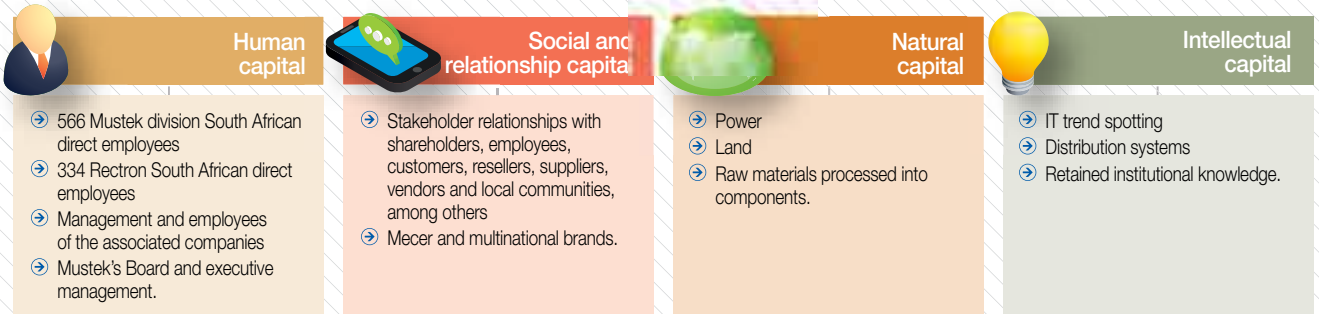 Human
capital
566 Mustek division South African
direct employees
334 Rectron South African direct
employees
Management and employees
of the associated companies
Mustek's Board and executive
management.
Social and
relationship capital
Stakeholder relationships with
shareholders, employees,
customers, resellers, suppliers,
vendors and local communities,
among others
Mecer and multinational brands.
Natural
capital
Power
Land
Raw materials processed into
components.
Intellectual
capital
IT trend spotting
Distribution systems
Retained institutional knowledge.